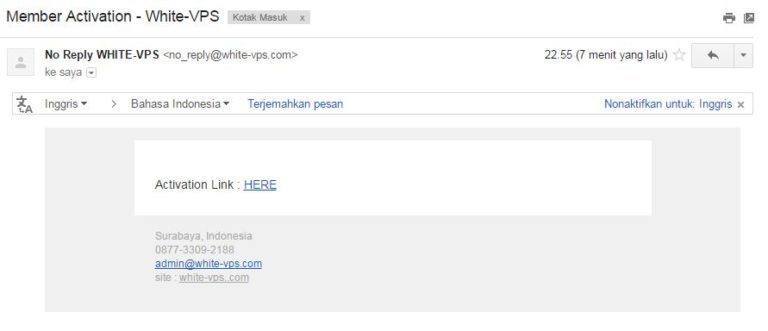 Member Activation - White-VPS Kotak Masuk x
No Reply WHITE-VPS <no_reply@white-vps.com> 22.55 (7 menit yang lalu)
ke saya
Inggris > Bahasa Indonesia Terjemahkan pesan Nonaktifkan untuk: Inggris x
Activation Link : HERE
Surabaya, Indonesia
0877-3309-2188
admin@white-vps.com
site : white-vps..com